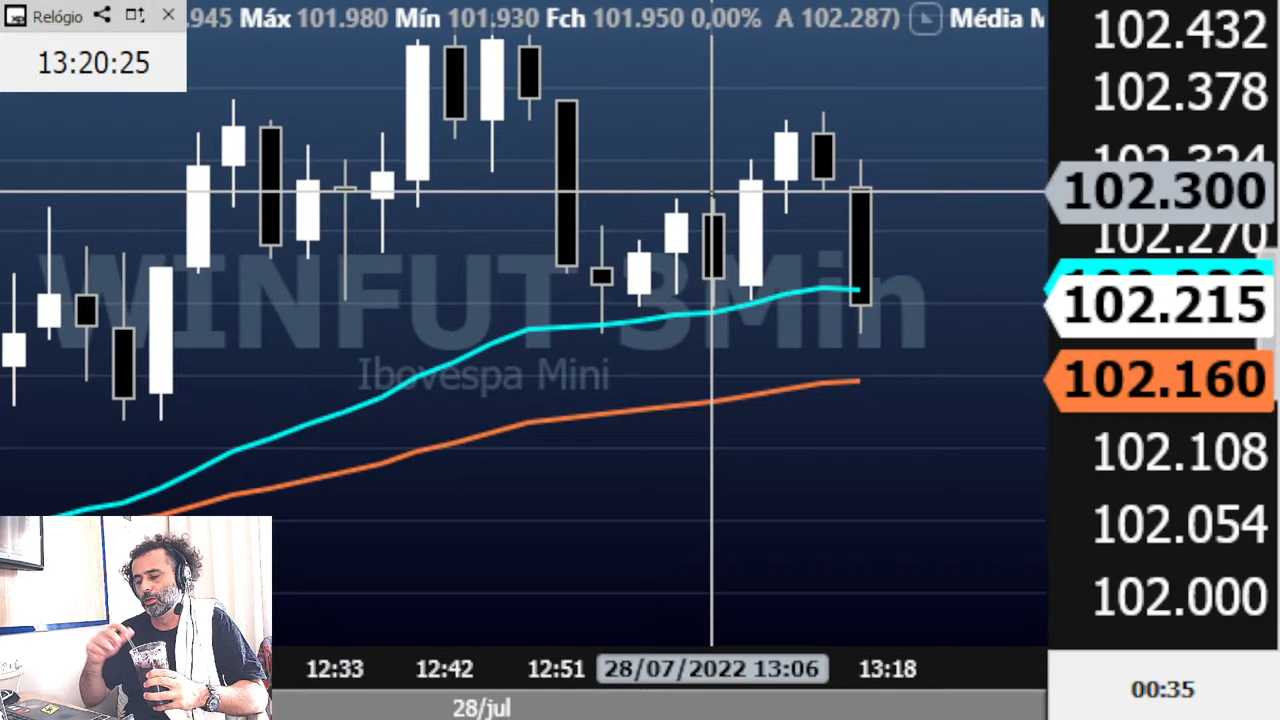 Relógio
.945 Máx 101.980 Mín 101.930 Fch 101.950 0,00% A 102.287) Média M
13:20:25
102.432
102.378
102.324
102.300
102.270
102.215
102.160
102.108
102.054
102.000
WINFUT 3Min
Ibovespa Mini
12:33 12:42 12:51 28/07/2022 13:06 13:18
00:35
28/jul